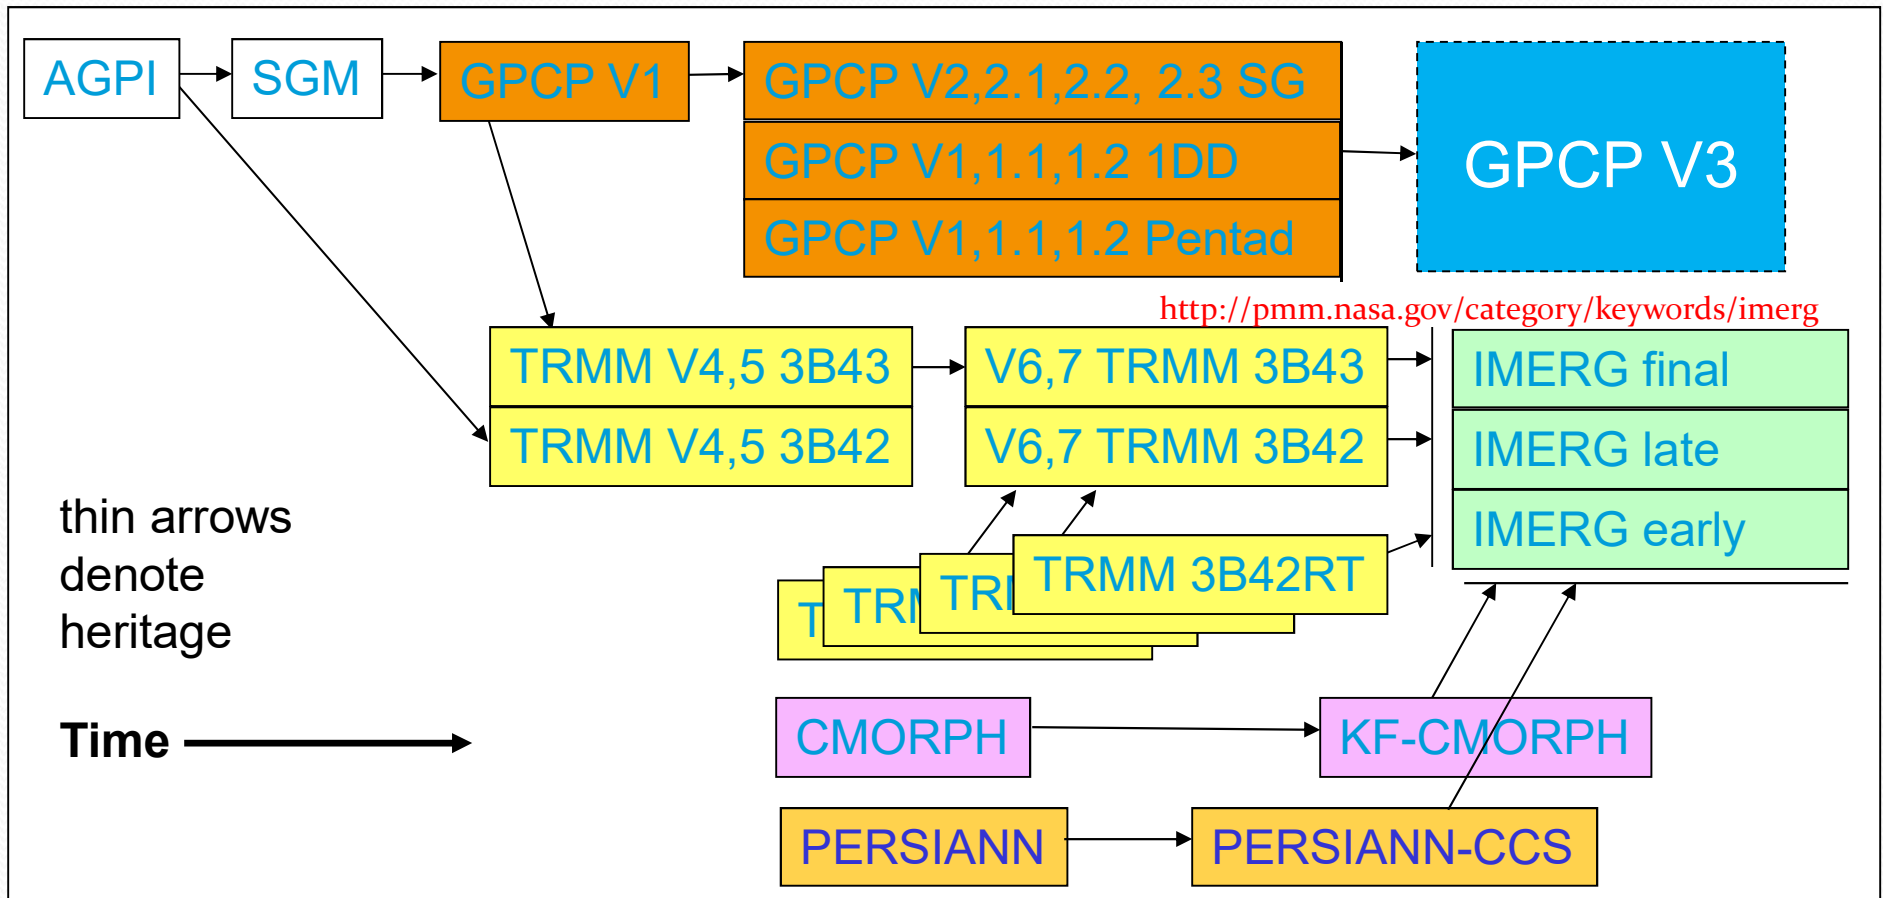 AGPI
SGM
GPCP V1
GPCP V2,2.1,2.2, 2.3 SG
GPCP V1,1.1,1.2 1DD
GPCP V1,1.1,1.2 Pentad
GPCP V3
http://pmm.nasa.gov/category/keywords/imerg
TRMM V4,5 3B43
TRMM V4,5 3B42
V6,7 TRMM 3B43
V6,7 TRMM 3B42
IMERG final
IMERG late
IMERG early
thin arrows
denote
heritage
TRMM 3B42RT
Time
CMORPH
KF-CMORPH
PERSIANN
PERSIANN-CCS